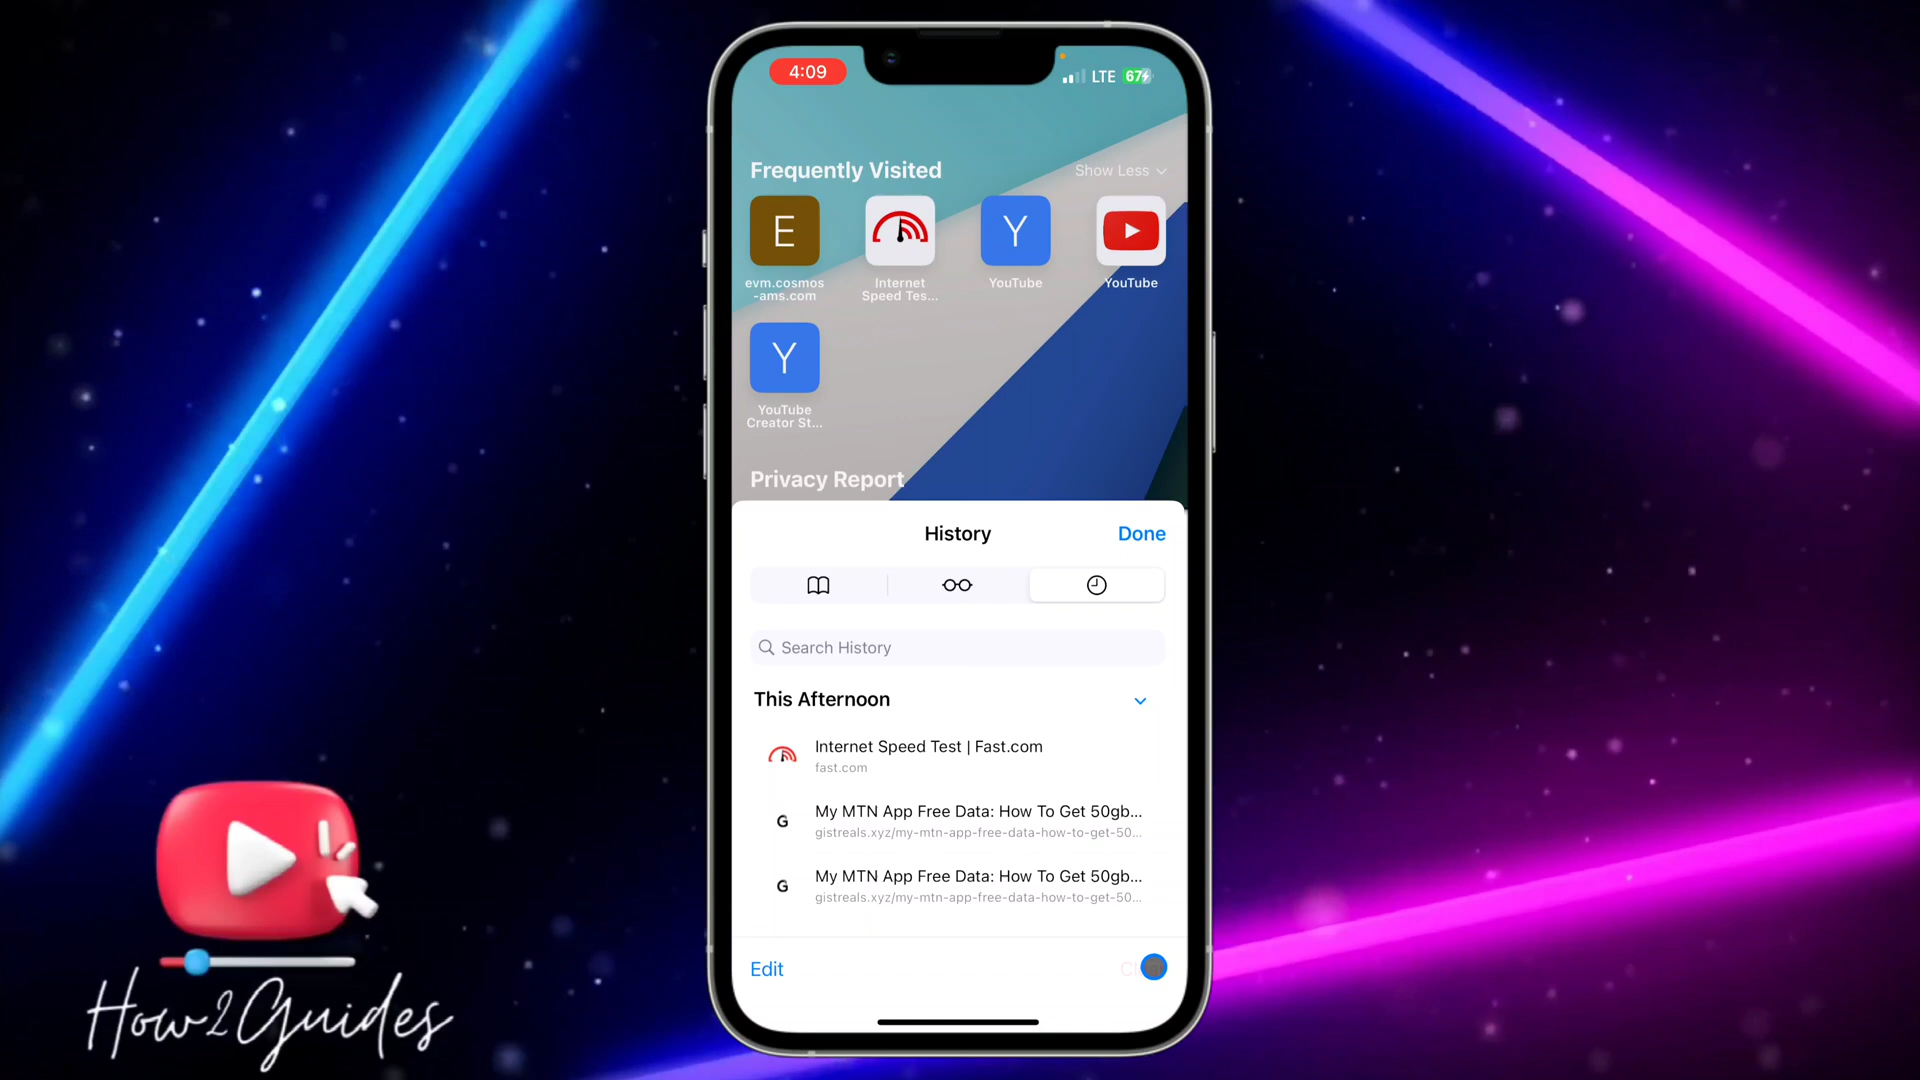 4:09
LTE 67
Frequently Visited
Show Less
E
Y
evm.cosmos
-ams.com
Internet
Speed Tes...
YouTube
YouTube
Y
YouTube
Creator St...
Privacy Report
History
Done
Search History
This Afternoon
Internet Speed Test | Fast.com
fast.com
G
My MTN App Free Data: How To Get 50gb...
gistreals.xyz/my-mtn-app-free-data-how-to-get-50...
G
My MTN App Free Data: How To Get 50gb...
gistreals.xyz/my-mtn-app-free-data-how-to-get-50...
Edit
How2Guides